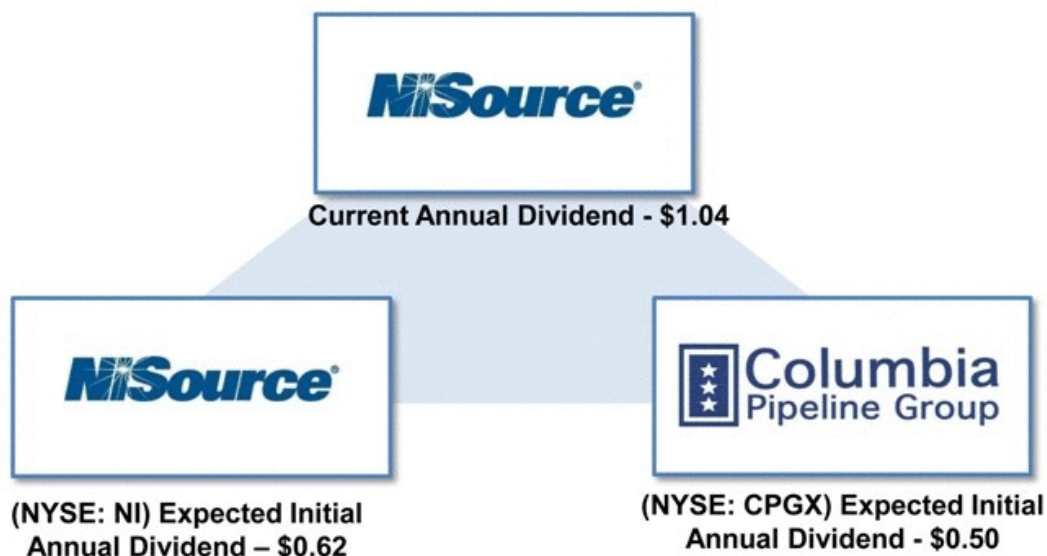 NiSource®
Current Annual Dividend - $1.04
NiSource®
(NYSE: NI) Expected Initial
Annual Dividend – $0.62
Columbia
Pipeline Group
(NYSE: CPGX) Expected Initial
Annual Dividend - $0.50